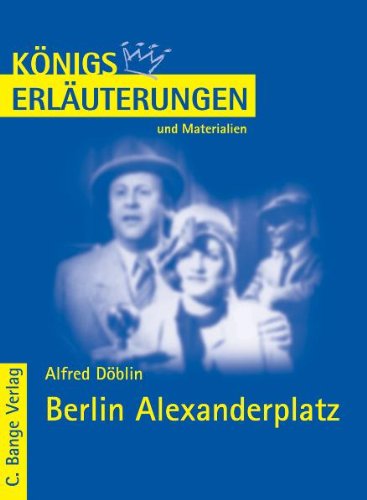 KÖNIGS
ERLÄUTERUNGEN
und Materialien
Alfred Döblin
Berlin Alexanderplatz
C. Bange Verlag